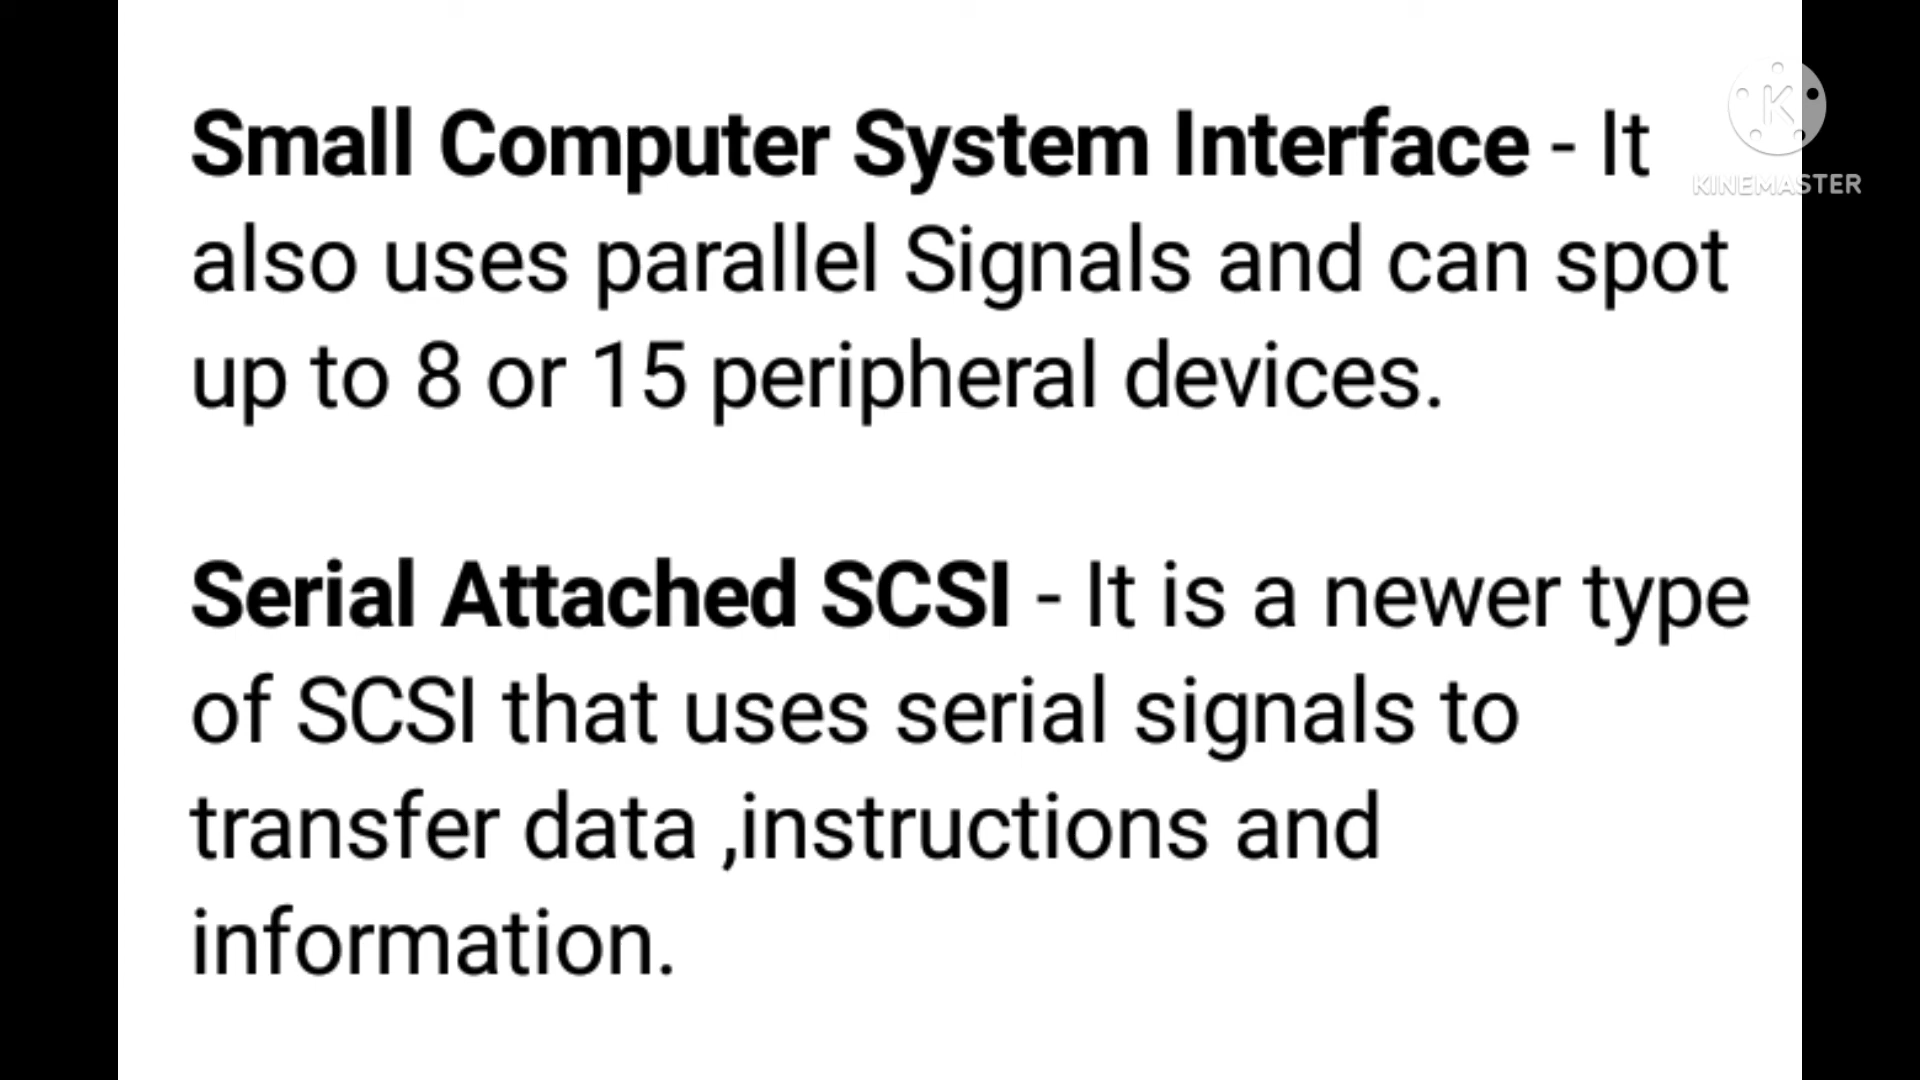 Small Computer System Interface - It
also uses parallel Signals and can spot
up to 8 or 15 peripheral devices.
Serial Attached SCSI - It is a newer type
of SCSI that uses serial signals to
transfer data ,instructions and
information.
K
KINEMASTER